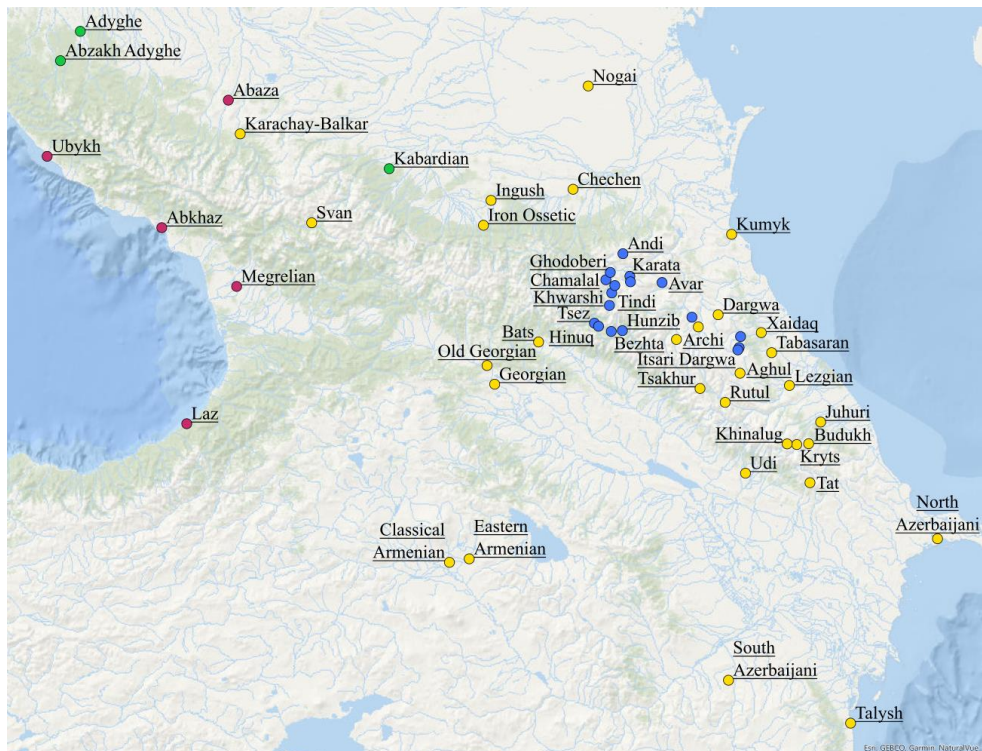 Adyghe
Abzakh Adyghe
Nogai
Abaza
Karachay-Balkar
Ubykh
Kabardian
Chechen
Ingush
Svan
Iron Ossetic
Abkhaz
Kumyk
Andi
Ghodoberi
Karata
Chamalal
Avar
Megrelian
Khwarshi
Tindi
Tsez
Dargwa
Hunzib
Xaidaq
Bats
Hinuq
Bezhta
Archi
Tabasaran
Old Georgian
Itsari Dargwa
Georgian
Aghul
Tsakhur
Lezgian
Rutul
Laz
Juhuri
Khinalug
Budukh
Kryts
Udi
Tat
North
Azerbaijani
Classical
Armenian
Eastern
Armenian
South
Azerbaijani
Talysh
Esri, GEBCO, Garmin, NaturalVue